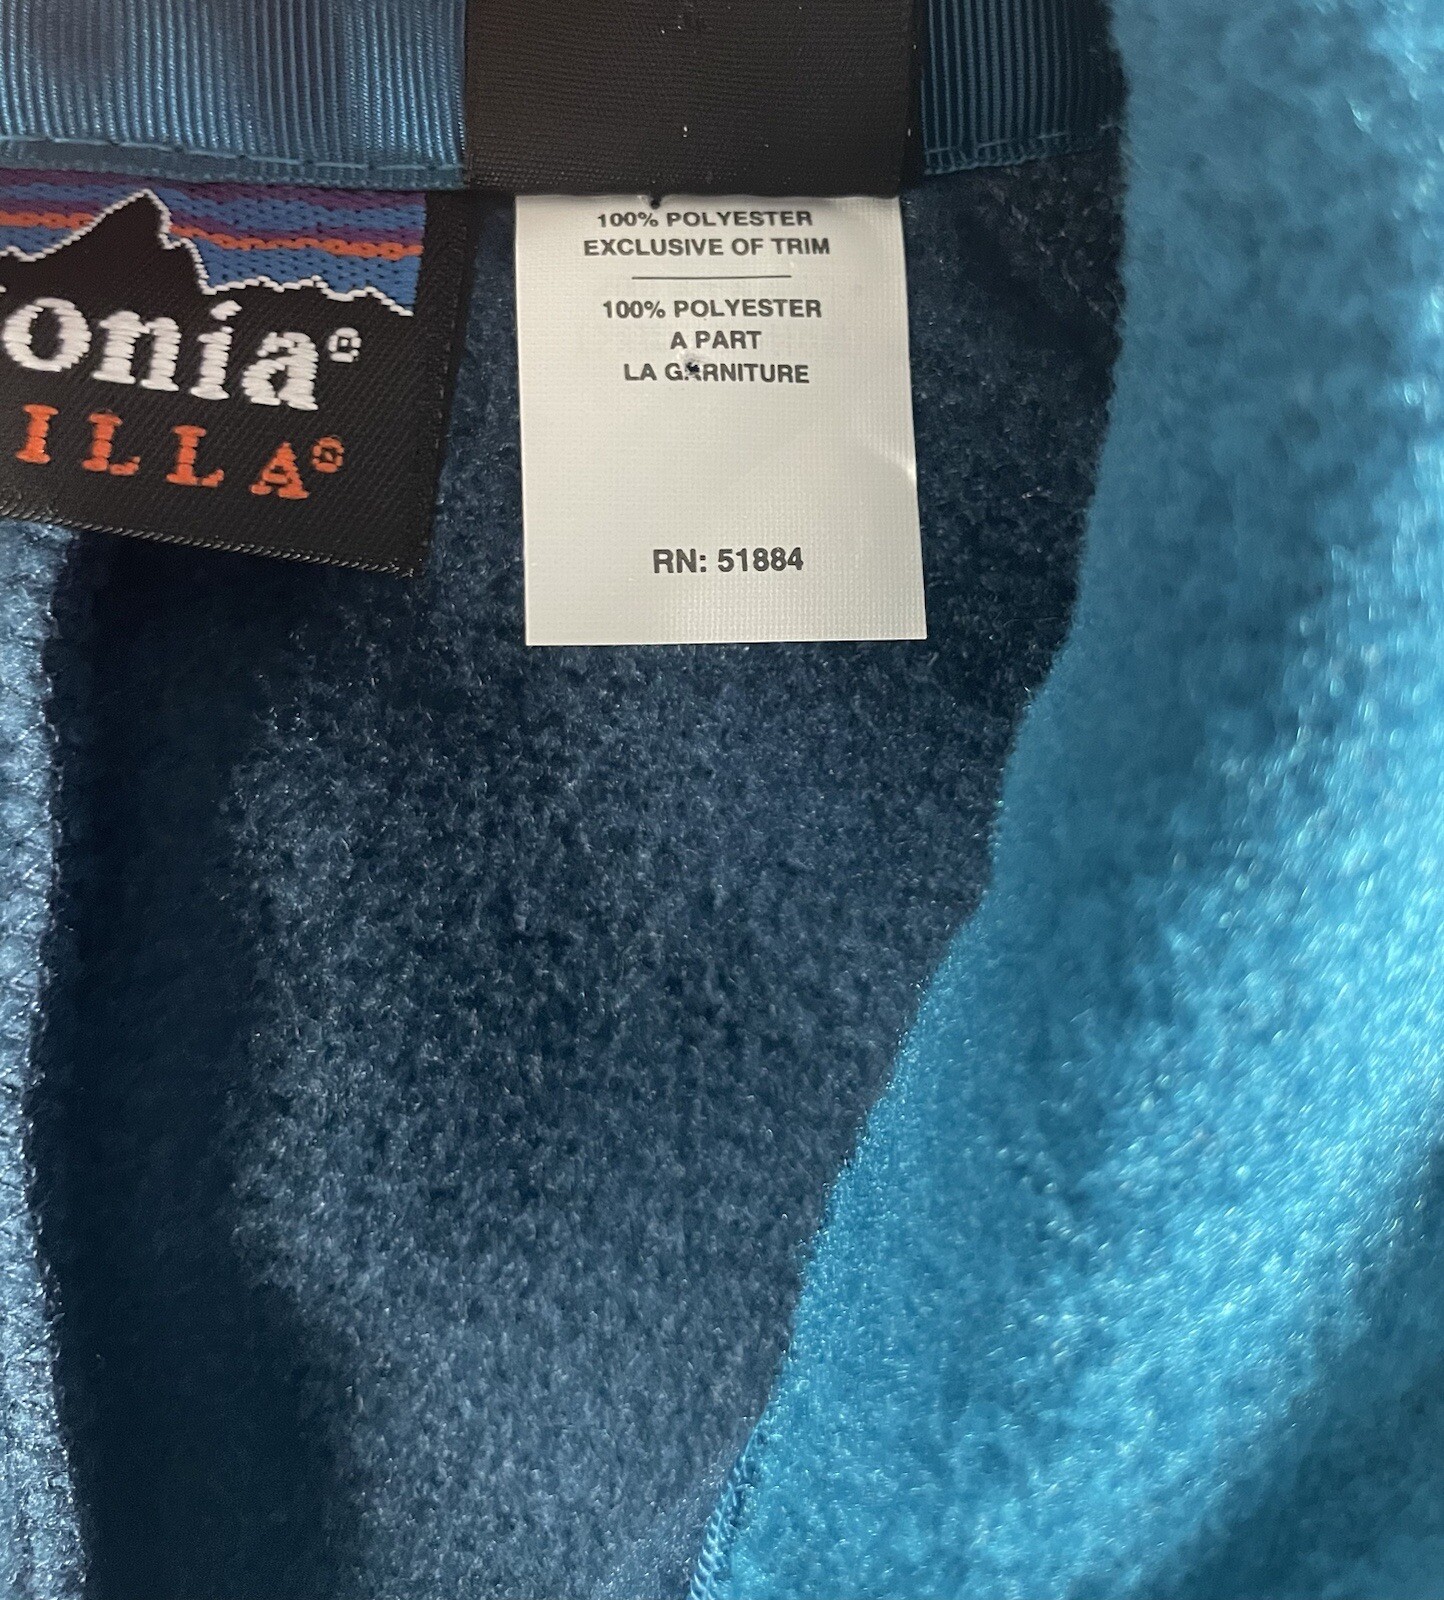 onia®
ILLA®
100% POLYESTER
EXCLUSIVE OF TRIM
100% POLYESTER
A PART
LA GARNITURE
RN: 51884